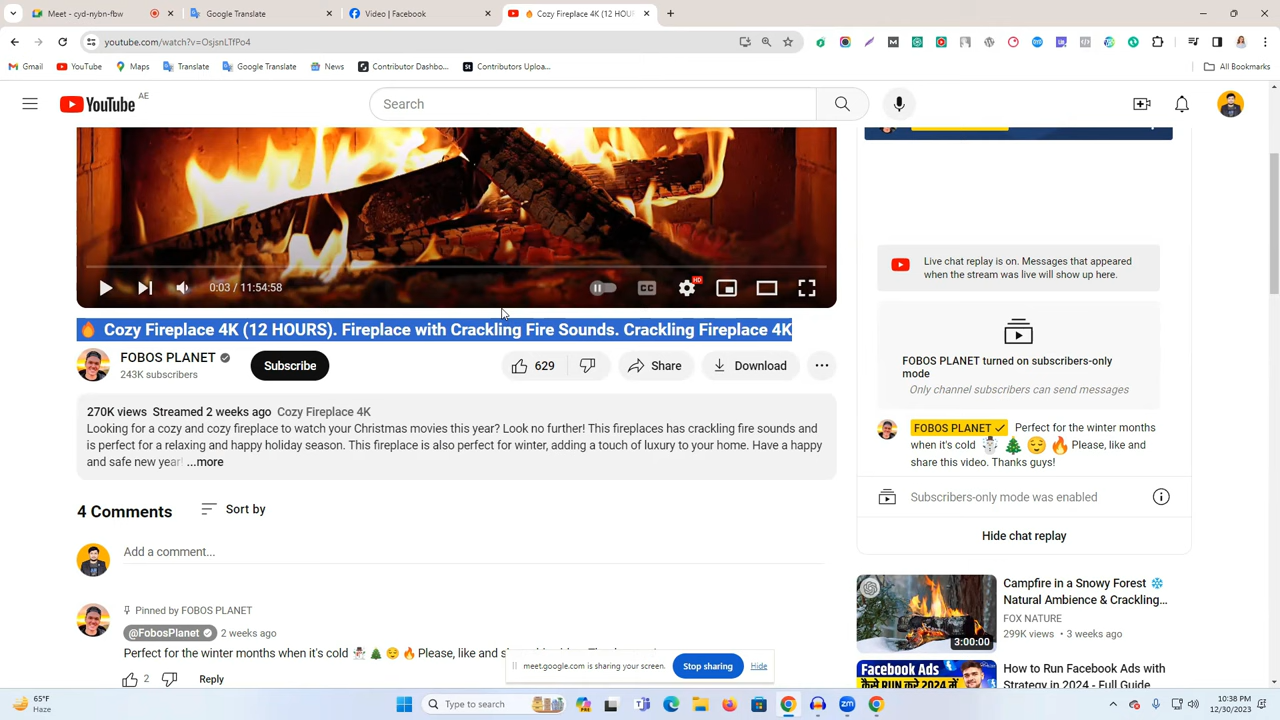 Meet - cyd-nybn-fbw
Google Translate
Video | Facebook
Cozy Fireplace 4K (12 HOU
youtube.com/watch?v=OsjsnLTfPo4
Gmail
YouTube
Maps
Translate
Google Translate
News
Contributor Dashbo...
Contributors Uploa...
All Bookmarks
YouTube AE
Search
0:03 / 11:54:58
HD
🔥 Cozy Fireplace 4K (12 HOURS). Fireplace with Crackling Fire Sounds. Crackling Fireplace 4K
FOBOS PLANET
243K subscribers
Subscribe
629
Share
Download
270K views Streamed 2 weeks ago Cozy Fireplace 4K
Looking for a cozy and cozy fireplace to watch your Christmas movies this year? Look no further! This fireplaces has crackling fire sounds and
is perfect for a relaxing and happy holiday season. This fireplace is also perfect for winter, adding a touch of luxury to your home. Have a happy
and safe new year! ...more
4 Comments
Sort by
Add a comment...
Pinned by FOBOS PLANET
@FobosPlanet 2 weeks ago
Perfect for the winter months when it's cold ☃️🎄😌🔥Please, like and
2
Reply
Live chat replay is on. Messages that appeared
when the stream was live will show up here.
FOBOS PLANET turned on subscribers-only
mode
Only channel subscribers can send messages
FOBOS PLANET Perfect for the winter months
when it's cold ☃️🎄😌🔥Please, like and
share this video. Thanks guys!
Subscribers-only mode was enabled
Hide chat replay
Campfire in a Snowy Forest ❄️
Natural Ambience & Crackling...
FOX NATURE
299K views • 3 weeks ago
3:00:00
Facebook Ads
कैसे RUN करे 2024 में
How to Run Facebook Ads with
Strategy in 2024 - Full Guide
meet.google.com is sharing your screen.
Stop sharing
Hide
65°F
Haze
Type to search
10:38 PM
12/30/2023